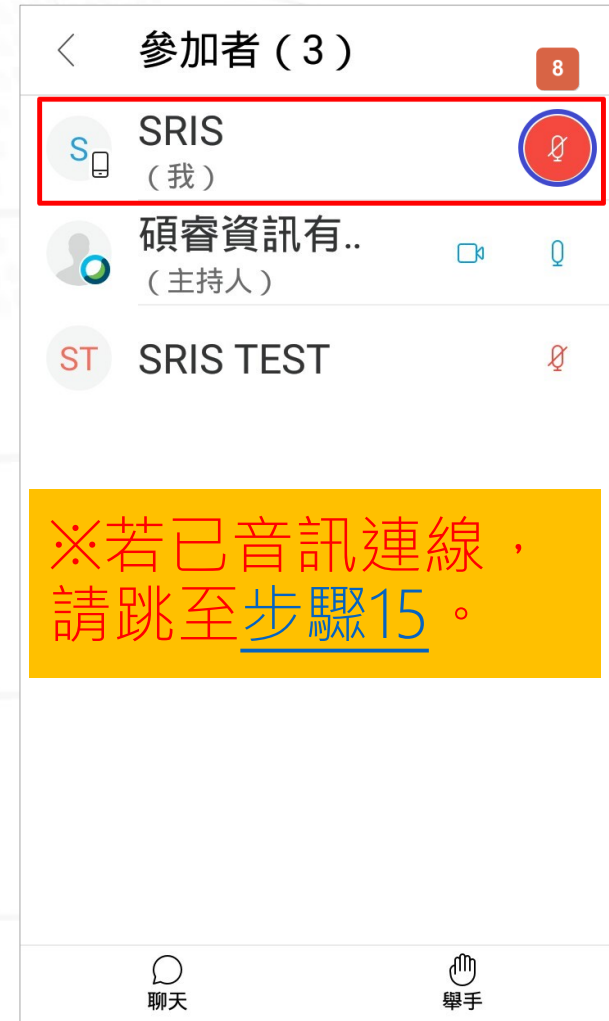 參加者(3)
8
S
SRIS
(我)
碩睿資訊有..
(主持人)
ST
SRIS TEST
※若已音訊連線，
請跳至步驟15。
聊天
舉手